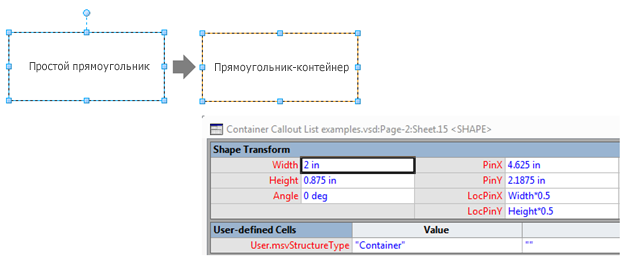 Простой прямоугольник
Прямоугольник-контейнер
Container Callout List examples.vsd:Page-2:Sheet.15 <SHAPE>
Shape Transform
Width 2 in PinX 4.625 in
Height 0.875 in PinY 2.1875 in
Angle 0 deg LocPinX Width*0.5
LocPinY Height*0.5
User-defined Cells Value
User.msvStructureType "Container" ""